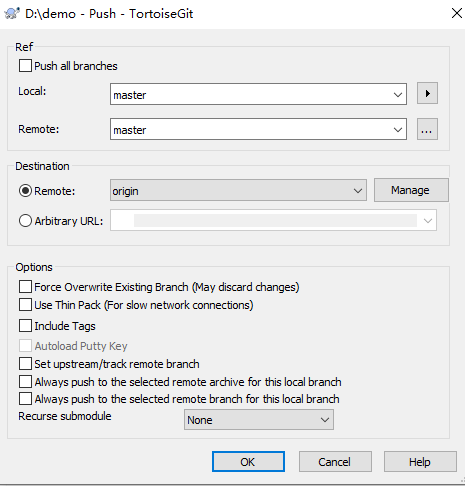 D:\demo - Push - TortoiseGit
Ref
Push all branches
Local:
master
Remote:
master
...
Destination
Remote:
origin
Manage
Arbitrary URL:
Options
Force Overwrite Existing Branch (May discard changes)
Use Thin Pack (For slow network connections)
Include Tags
Autoload Putty Key
Set upstream/track remote branch
Always push to the selected remote archive for this local branch
Always push to the selected remote branch for this local branch
Recurse submodule
None
OK
Cancel
Help